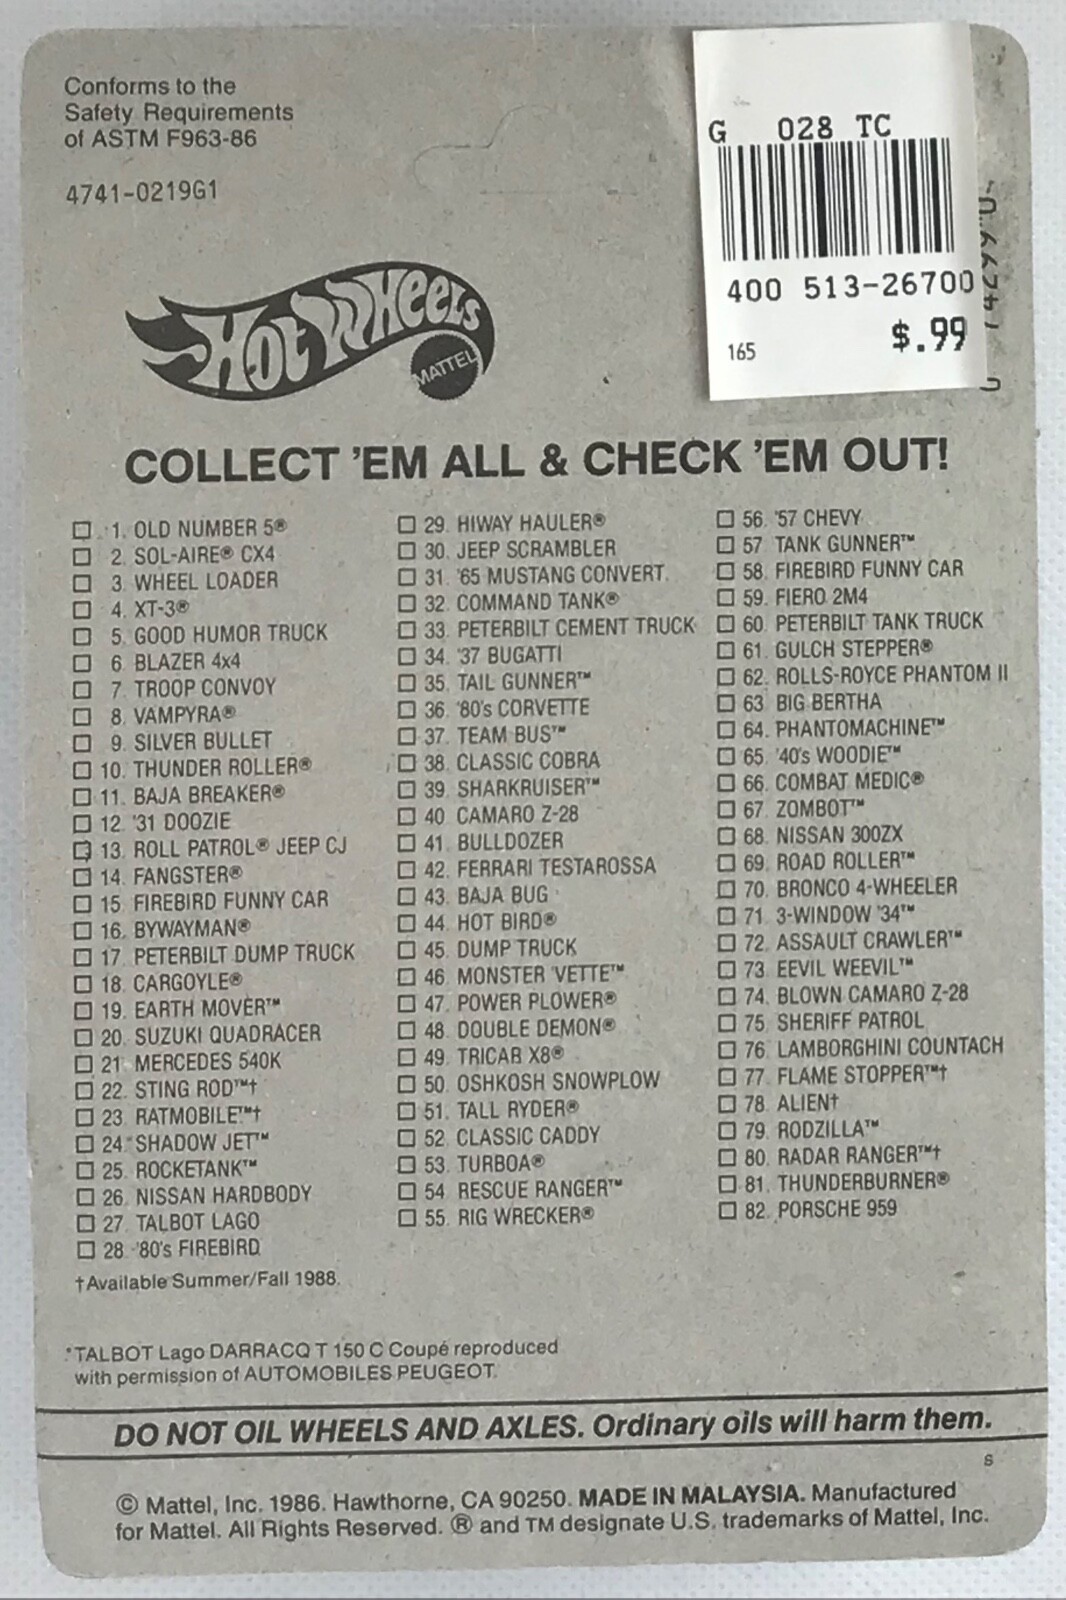 Conforms to the
Safety Requirements
of ASTM F963-86
4741-0219G1
G 028 TC
400 513-26700
165 $.99
Hot Wheels
MATTEL
COLLECT 'EM ALL & CHECK 'EM OUT!
1. OLD NUMBER 5®
2. SOL-AIRE® CX4
3. WHEEL LOADER
4. XT-3®
5. GOOD HUMOR TRUCK
6. BLAZER 4x4
7. TROOP CONVOY
8. VAMPYRA®
9. SILVER BULLET
10. THUNDER ROLLER®
11. BAJA BREAKER®
12. '31 DOOZIE
13. ROLL PATROL® JEEP CJ
14. FANGSTER®
15. FIREBIRD FUNNY CAR
16. BYWAYMAN®
17. PETERBILT DUMP TRUCK
18. CARGOYLE®
19. EARTH MOVER™
20. SUZUKI QUADRACER
21. MERCEDES 540K
22. STING ROD™†
23. RATMOBILE™†
24. SHADOW JET™
25. ROCKETANK™
26. NISSAN HARDBODY
27. TALBOT LAGO
28. '80's FIREBIRD
29. HIWAY HAULER®
30. JEEP SCRAMBLER
31. '65 MUSTANG CONVERT.
32. COMMAND TANK®
33. PETERBILT CEMENT TRUCK
34. '37 BUGATTI
35. TAIL GUNNER™
36. '80's CORVETTE
37. TEAM BUS™
38. CLASSIC COBRA
39. SHARKRUISER™
40. CAMARO Z-28
41. BULLDOZER
42. FERRARI TESTAROSSA
43. BAJA BUG
44. HOT BIRD®
45. DUMP TRUCK
46. MONSTER 'VETTE™
47. POWER PLOWER®
48. DOUBLE DEMON®
49. TRICAR X8®
50. OSHKOSH SNOWPLOW
51. TALL RYDER®
52. CLASSIC CADDY
53. TURBOA®
54. RESCUE RANGER™
55. RIG WRECKER®
56. '57 CHEVY
57. TANK GUNNER™
58. FIREBIRD FUNNY CAR
59. FIERO 2M4
60. PETERBILT TANK TRUCK
61. GULCH STEPPER®
62. ROLLS-ROYCE PHANTOM II
63. BIG BERTHA
64. PHANTOMACHINE™
65. '40's WOODIE™
66. COMBAT MEDIC®
67. ZOMBOT™
68. NISSAN 300ZX
69. ROAD ROLLER™
70. BRONCO 4-WHEELER
71. 3-WINDOW '34™
72. ASSAULT CRAWLER™
73. EEVIL WEEVIL™
74. BLOWN CAMARO Z-28
75. SHERIFF PATROL
76. LAMBORGHINI COUNTACH
77. FLAME STOPPER™†
78. ALIEN†
79. RODZILLA™
80. RADAR RANGER™†
81. THUNDERBURNER®
82. PORSCHE 959
†Available Summer/Fall 1988.
*TALBOT Lago DARRACQ T 150 C Coupé reproduced
with permission of AUTOMOBILES PEUGEOT.
DO NOT OIL WHEELS AND AXLES. Ordinary oils will harm them.
S
© Mattel, Inc. 1986. Hawthorne, CA 90250. MADE IN MALAYSIA. Manufactured
for Mattel. All Rights Reserved. ® and TM designate U.S. trademarks of Mattel, Inc.